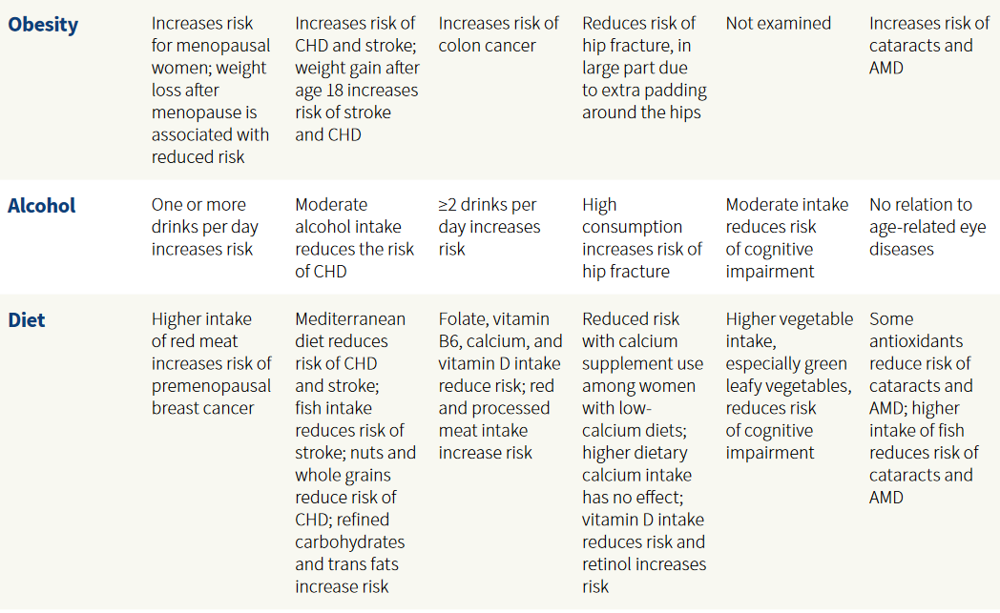 Obesity
Increases risk
for menopausal
women; weight
loss after
menopause is
associated with
reduced risk
Increases risk of
CHD and stroke;
weight gain after
age 18 increases
risk of stroke
and CHD
Increases risk of
colon cancer
Reduces risk of
hip fracture, in
large part due
to extra padding
around the hips
Not examined
Increases risk of
cataracts and
AMD
Alcohol
One or more
drinks per day
increases risk
Moderate
alcohol intake
reduces the risk
of CHD
≥2 drinks per
day increases
risk
High
consumption
increases risk of
hip fracture
Moderate intake
reduces risk
of cognitive
impairment
No relation to
age-related eye
diseases
Diet
Higher intake
of red meat
increases risk of
premenopausal
breast cancer
Mediterranean
diet reduces
risk of CHD
and stroke;
fish intake
reduces risk of
stroke; nuts and
whole grains
reduce risk of
CHD; refined
carbohydrates
and trans fats
increase risk
Folate, vitamin
B6, calcium, and
vitamin D intake
reduce risk; red
and processed
meat intake
increase risk
Reduced risk
with calcium
supplement use
among women
with low-
calcium diets;
higher dietary
calcium intake
has no effect;
vitamin D intake
reduces risk and
retinol increases
risk
Higher vegetable
intake,
especially green
leafy vegetables,
reduces risk
of cognitive
impairment
Some
antioxidants
reduce risk of
cataracts and
AMD; higher
intake of fish
reduces risk of
cataracts and
AMD